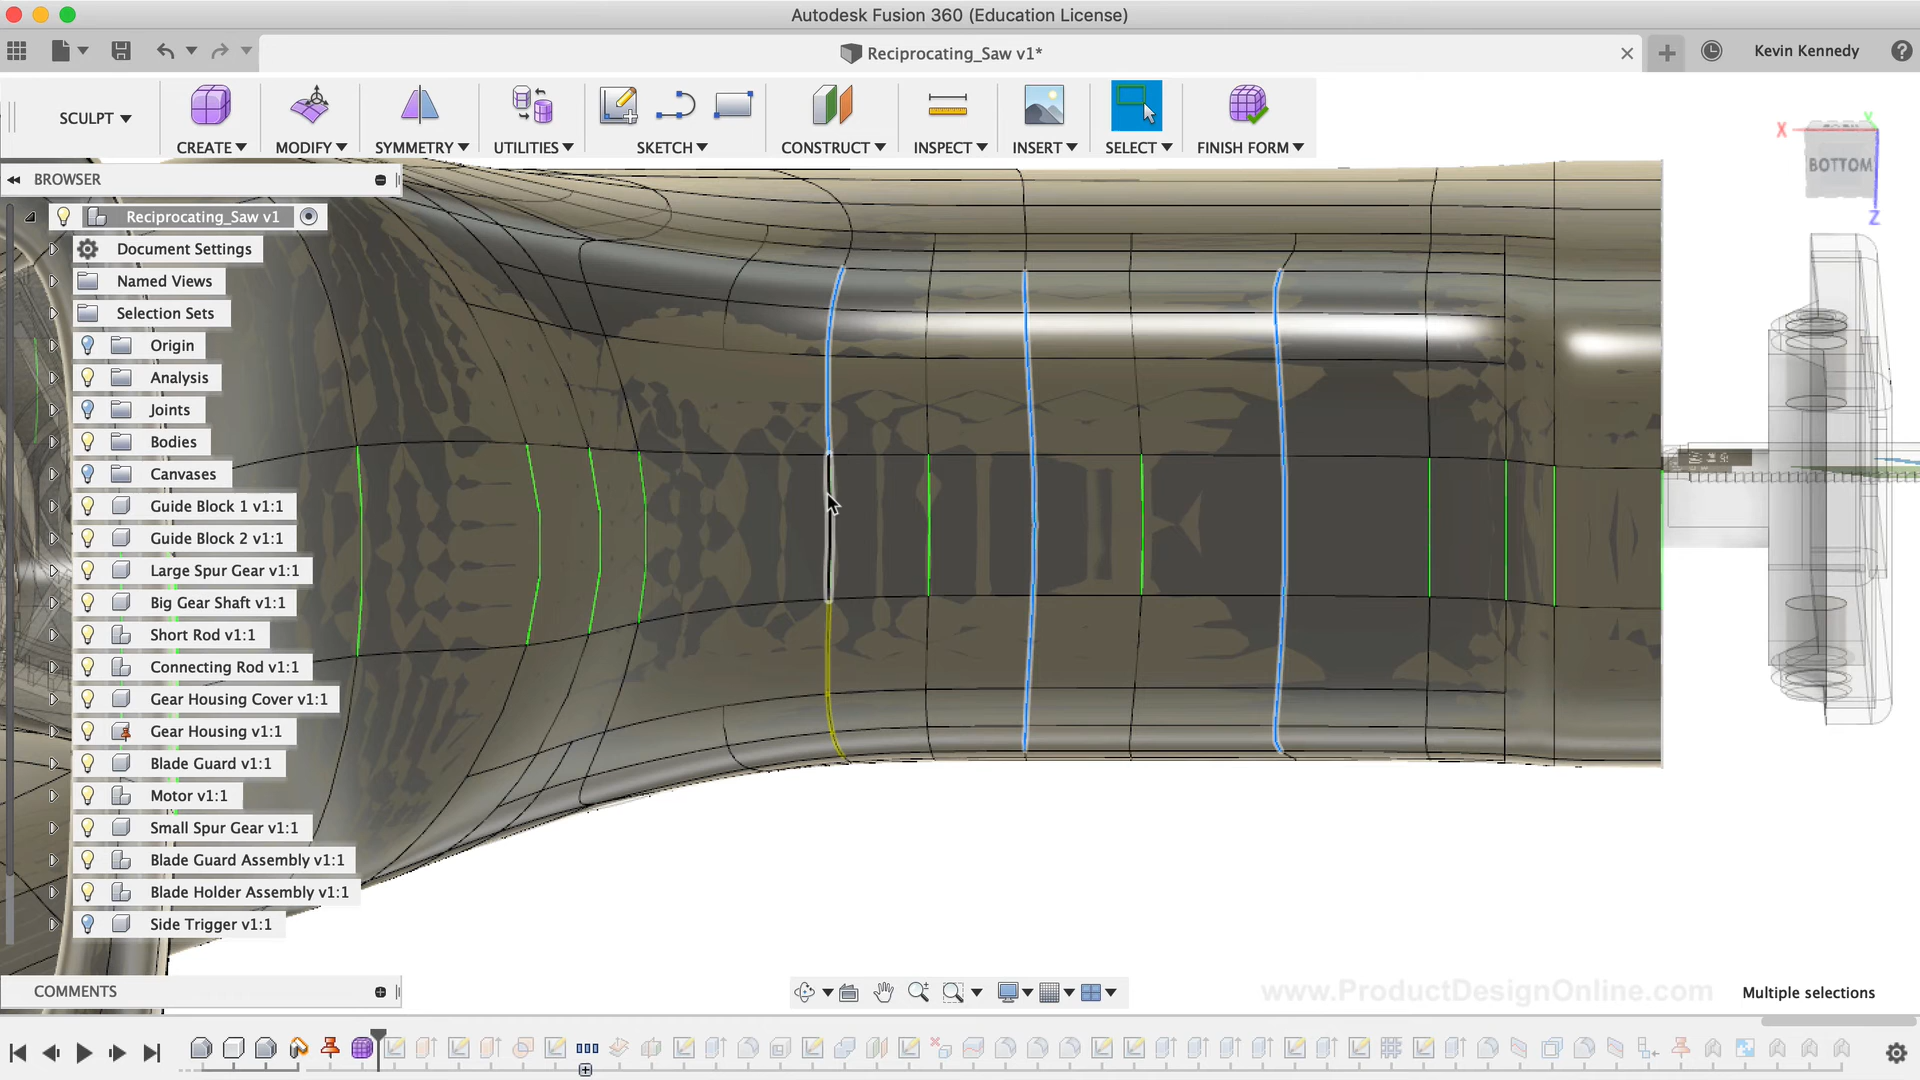 Autodesk Fusion 360 (Education License)
Reciprocating_Saw v1*
Kevin Kennedy
SCULPT
CREATE
MODIFY
SYMMETRY
UTILITIES
SKETCH
CONSTRUCT
INSPECT
INSERT
SELECT
FINISH FORM
X
Y
BOTTOM
Z
BROWSER
Reciprocating_Saw v1
Document Settings
Named Views
Selection Sets
Origin
Analysis
Joints
Bodies
Canvases
Guide Block 1 v1:1
Guide Block 2 v1:1
Large Spur Gear v1:1
Big Gear Shaft v1:1
Short Rod v1:1
Connecting Rod v1:1
Gear Housing Cover v1:1
Gear Housing v1:1
Blade Guard v1:1
Motor v1:1
Small Spur Gear v1:1
Blade Guard Assembly v1:1
Blade Holder Assembly v1:1
Side Trigger v1:1
COMMENTS
www.ProductDesignOnline.com
Multiple selections